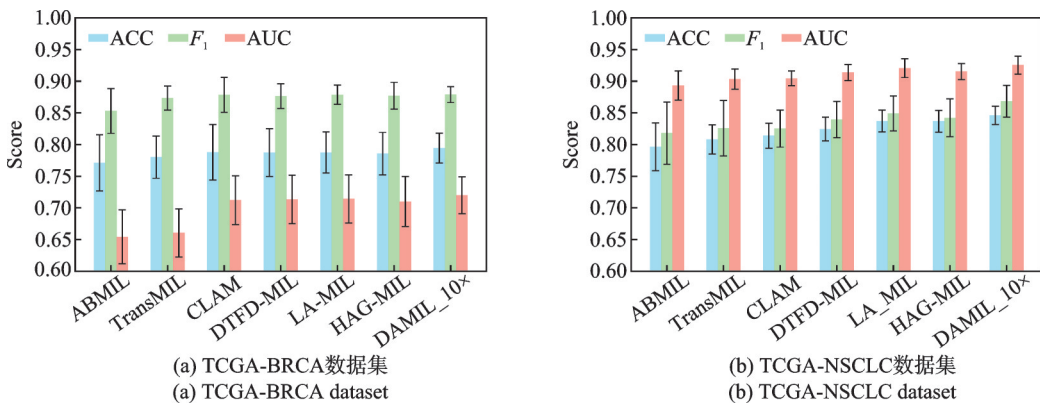 1.00
0.95
0.90
0.85
0.80
0.75
0.70
0.65
0.60
Score
ACC F₁ AUC
ABMIL
TransMIL
CLAM
DTFD-MIL
LA-MIL
HAG-MIL
DAMIL_10×
(a) TCGA-BRCA数据集
(a) TCGA-BRCA dataset
1.00
0.95
0.90
0.85
0.80
0.75
0.70
0.65
0.60
Score
ACC F₁ AUC
ABMIL
TransMIL
CLAM
DTFD-MIL
LA_MIL
HAG-MIL
DAMIL_10×
(b) TCGA-NSCLC数据集
(b) TCGA-NSCLC dataset